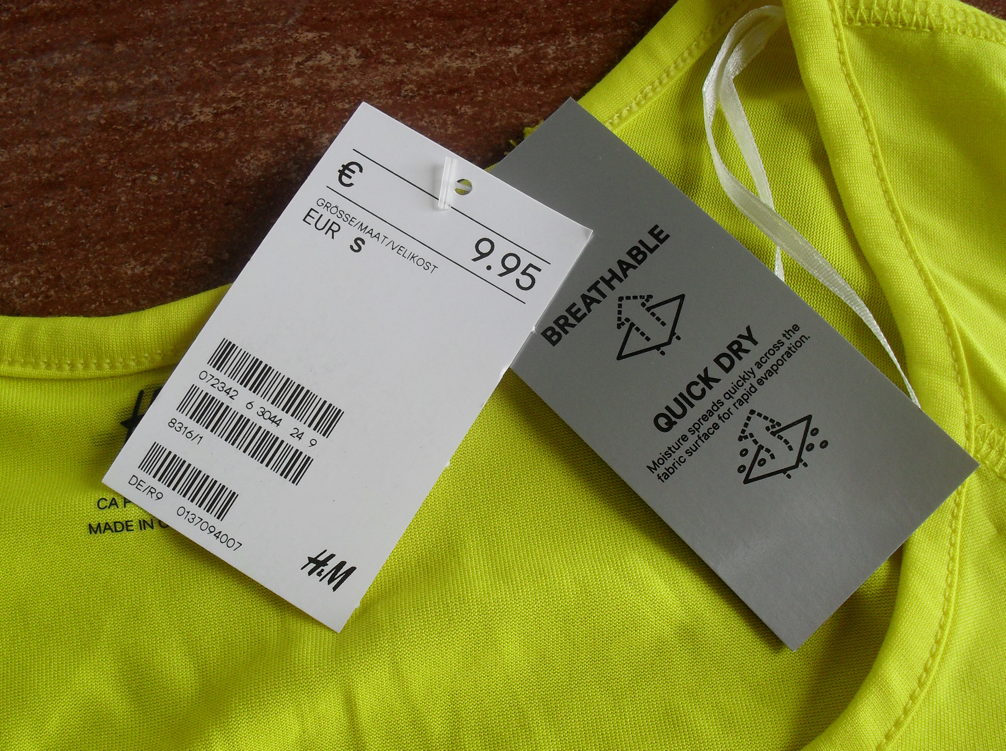 €
9.95
GRÖSSE/MAAT/VELIKOST
EUR S
072342 6 3044 24 9
8316/1
DE/R9 0137094007
H&M
BREATHABLE
QUICK DRY
Moisture spreads quickly across the
fabric surface for rapid evaporation.
CA
MADE IN